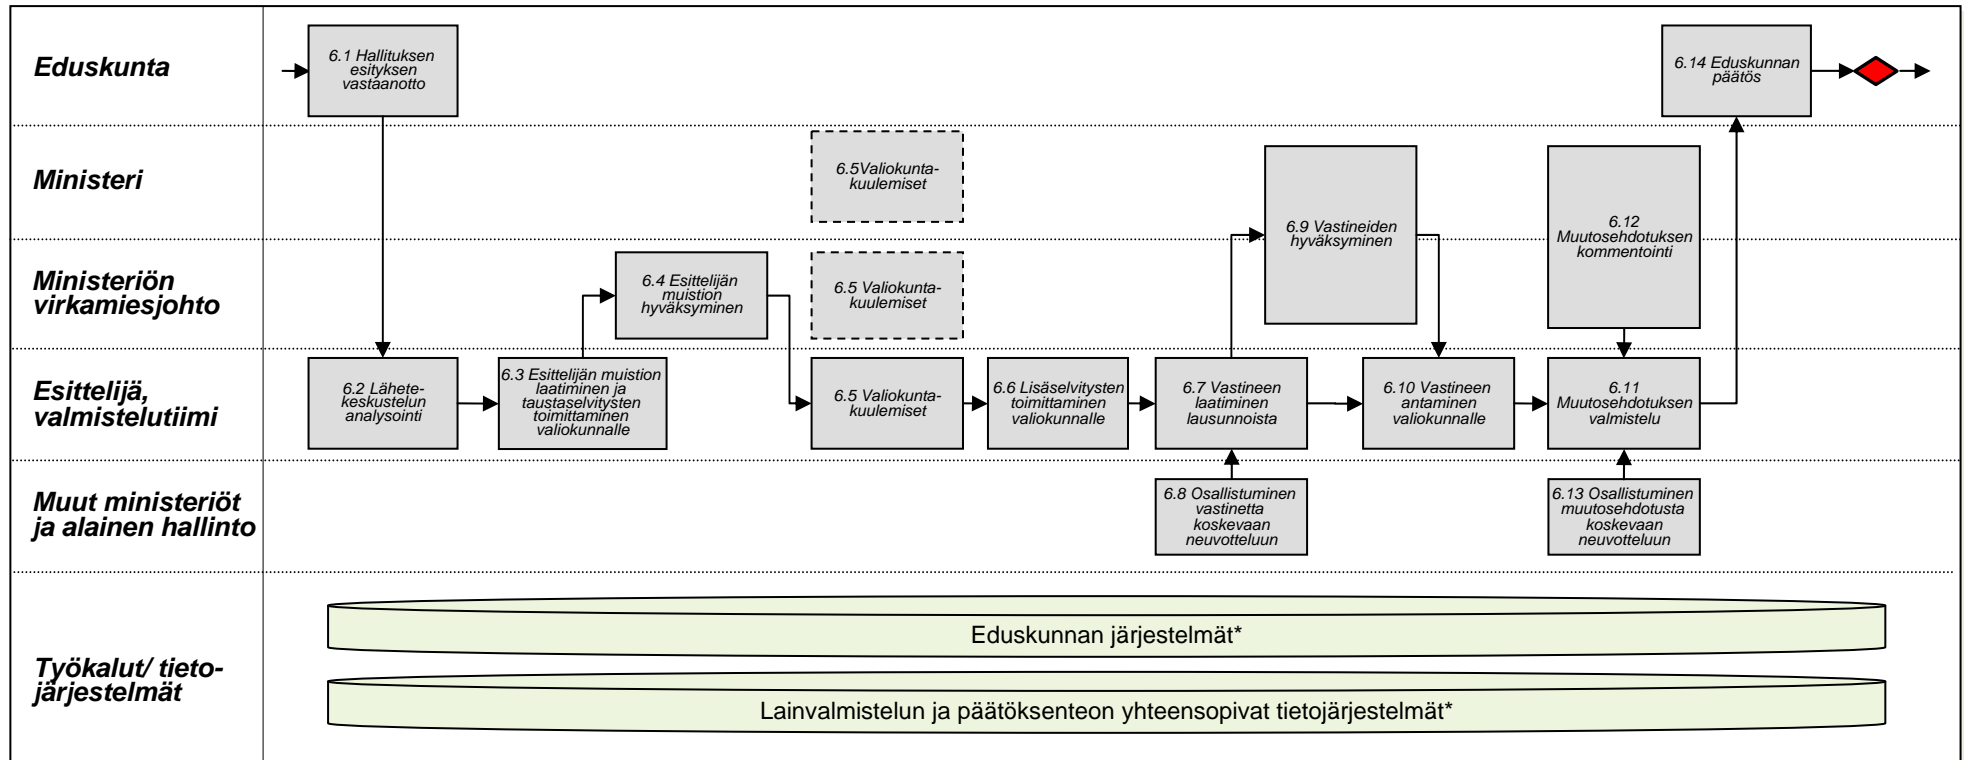 Eduskunta
6.1 Hallituksen
esityksen
vastaanotto
6.14 Eduskunnan
päätös
Ministeri
6.5Valiokunta-
kuulemiset
6.9 Vastineiden
hyväksyminen
6.12
Muutosehdotuksen
kommentointi
Ministeriön
virkamiesjohto
6.4 Esittelijän
muistion
hyväksyminen
6.5 Valiokunta-
kuulemiset
Esittelijä,
valmistelutiimi
6.2 Lähete-
keskustelun
analysointi
6.3 Esittelijän muistion
laatiminen ja
taustaselvitysten
toimittaminen
valiokunnalle
6.5 Valiokunta-
kuulemiset
6.6 Lisäselvitysten
toimittaminen
valiokunnalle
6.7 Vastineen
laatiminen
lausunnoista
6.10 Vastineen
antaminen
valiokunnalle
6.11
Muutosehdotuksen
valmistelu
Muut ministeriöt
ja alainen hallinto
6.8 Osallistuminen
vastinetta
koskevaan
neuvotteluun
6.13 Osallistuminen
muutosehdotusta
koskevaan
neuvotteluun
Työkalut/ tieto-
järjestelmät
Eduskunnan järjestelmät*
Lainvalmistelun ja päätöksenteon yhteensopivat tietojärjestelmät*